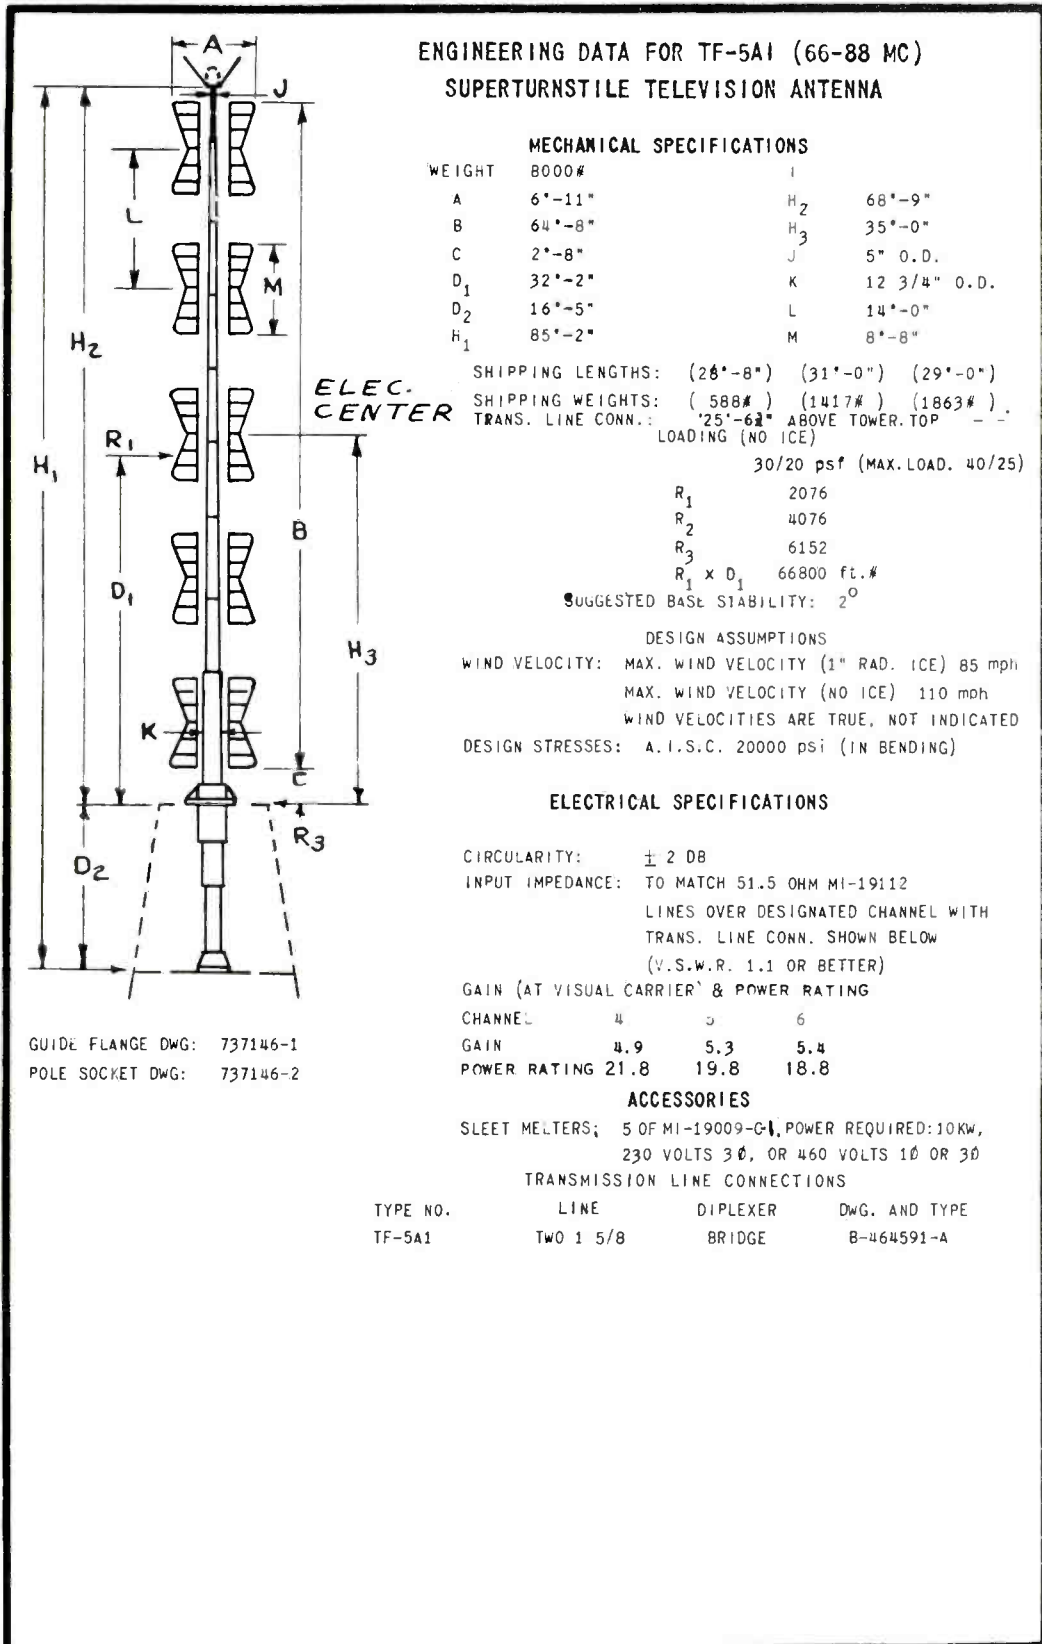 ENGINEERING DATA FOR TF-5A1 (66-88 MC)
SUPERTURNSTILE TELEVISION ANTENNA
MECHANICAL SPECIFICATIONS
WEIGHT 8000#
A 6'-11" H2 68'-9"
B 64'-8" H3 35'-0"
C 2'-8" J 5" O.D.
D1 32'-2" K 12 3/4" O.D.
D2 16'-5" L 14'-0"
H1 85'-2" M 8'-8"
SHIPPING LENGTHS: (28'-8") (31'-0") (29'-0")
SHIPPING WEIGHTS: ( 588# ) (1417# ) (1863# )
TRANS. LINE CONN.: ABOVE TOWER. TOP
LOADING (NO ICE)
30/20 psf (MAX. LOAD. 40/25)
R1 2076
R2 4076
R3 6152
R1 x D1 66800 ft.#
SUGGESTED BASE STABILITY: 2°
DESIGN ASSUMPTIONS
WIND VELOCITY: MAX. WIND VELOCITY (1" RAD. ICE) 85 mph
MAX. WIND VELOCITY (NO ICE) 110 mph
WIND VELOCITIES ARE TRUE, NOT INDICATED
DESIGN STRESSES: A.I.S.C. 20000 psi (IN BENDING)
ELECTRICAL SPECIFICATIONS
CIRCULARITY: ± 2 DB
INPUT IMPEDANCE: TO MATCH 51.5 OHM MI-19112
LINES OVER DESIGNATED CHANNEL WITH
TRANS. LINE CONN. SHOWN BELOW
(V.S.W.R. 1.1 OR BETTER)
GAIN (AT VISUAL CARRIER) & POWER RATING
CHANNEL 4 5 6
GAIN 4.9 5.3 5.4
POWER RATING 21.8 19.8 18.8
ACCESSORIES
SLEET MELTERS; 5 OF MI-19009-C1, POWER REQUIRED: 10KW,
230 VOLTS 3Ø, OR 460 VOLTS 1Ø OR 3Ø
TRANSMISSION LINE CONNECTIONS
TYPE NO. LINE DIPLEXER DWG. AND TYPE
TF-5A1 TWO 1 5/8 BRIDGE B-464591-A
A
J
L
M
H2
ELEC.
CENTER
R1
H1
B
D1
H3
K
C
R3
D2
GUIDE FLANGE DWG: 737146-1
POLE SOCKET DWG: 737146-2